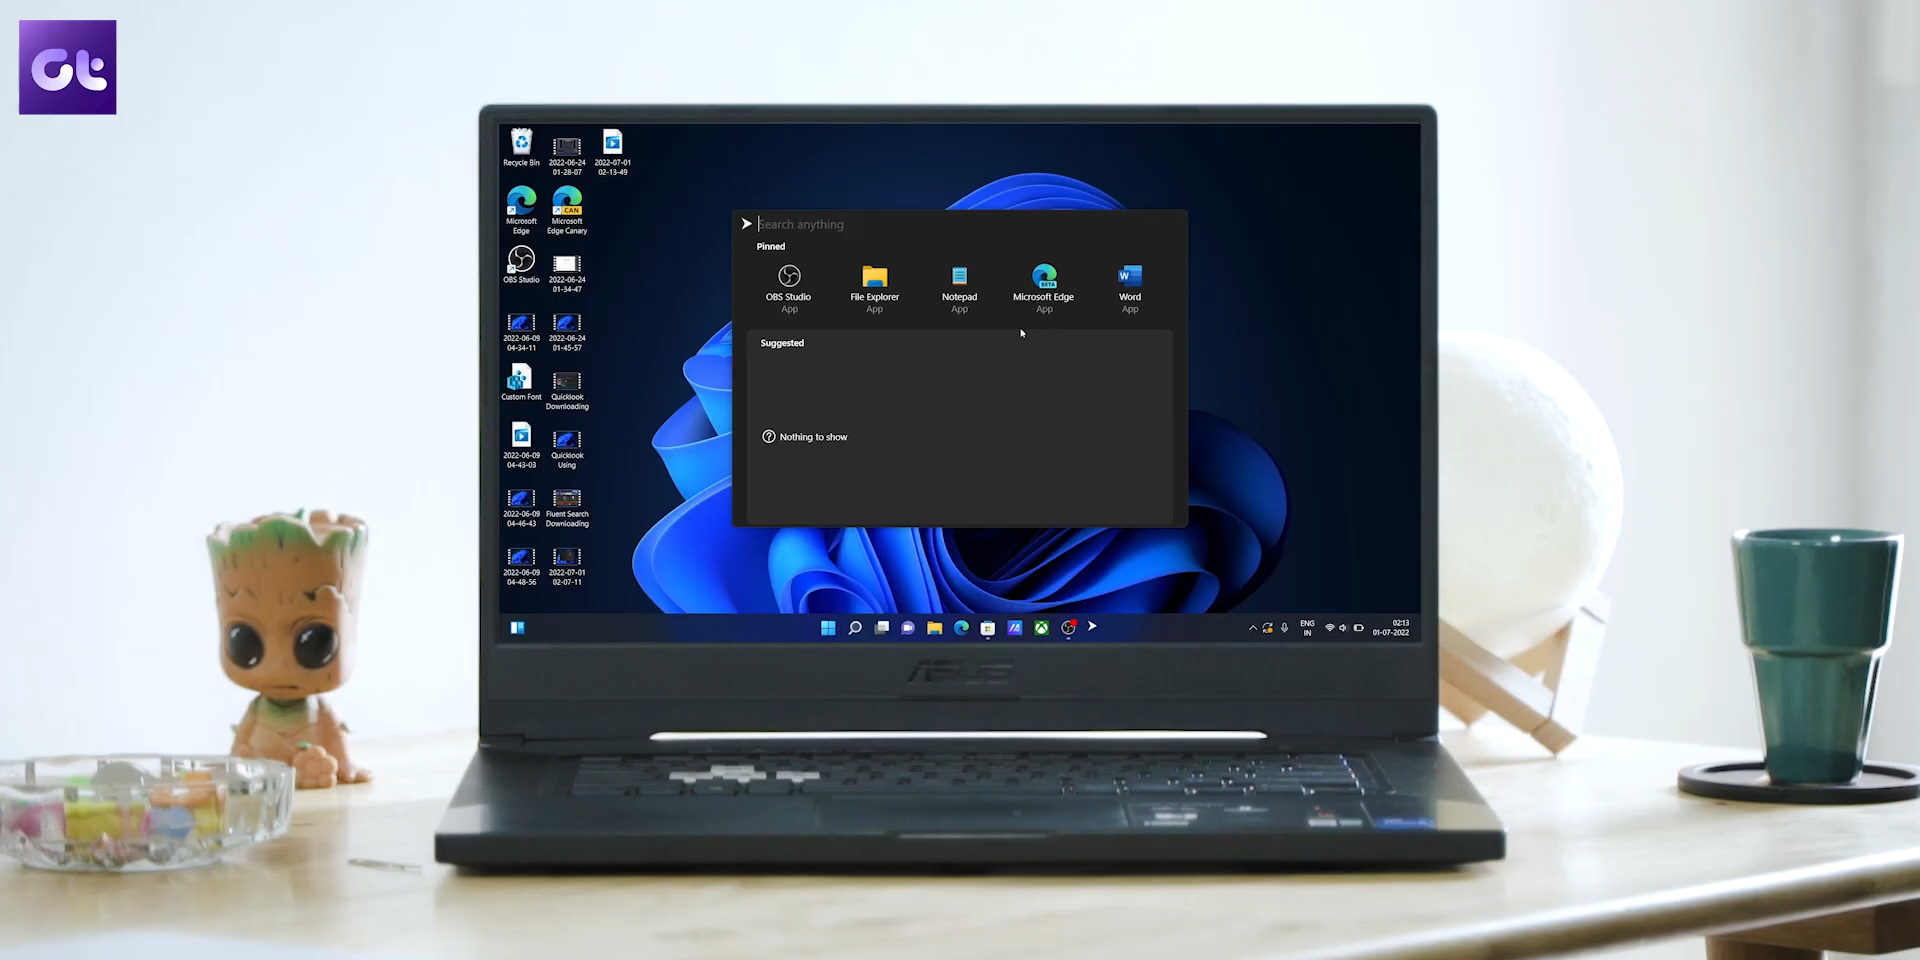 Gt
Recycle Bin
2022-06-24
01-28-07
2022-07-01
02-13-49
Microsoft
Edge
CAN
Microsoft
Edge Canary
OBS Studio
2022-06-24
01-34-47
2022-06-09
04-34-11
2022-06-24
01-45-57
Custom Font
Quicklook
Downloading
2022-06-09
04-43-03
Quicklook
Using
2022-06-09
04-46-43
Fluent Search
Downloading
2022-06-09
04-48-56
2022-07-01
02-07-11
Search anything
Pinned
OBS Studio
App
File Explorer
App
Notepad
App
BETA
Microsoft Edge
App
W
Word
App
Suggested
Nothing to show
ENG
IN
02:13
01-07-2022
ASUS